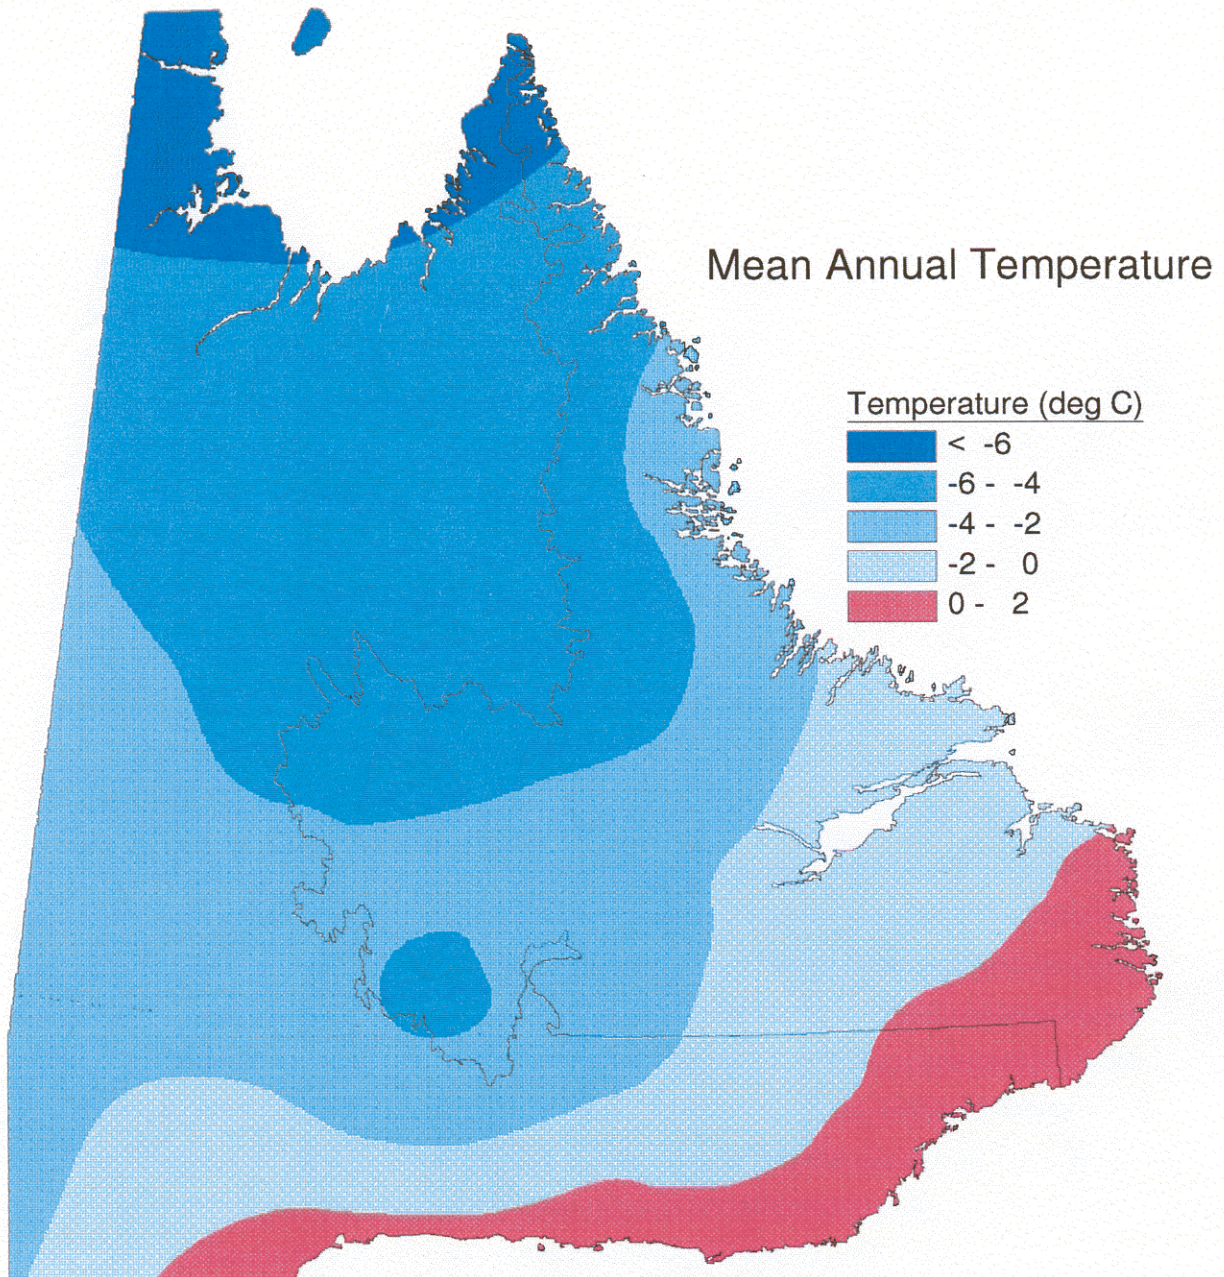 Mean Annual Temperature
Temperature (deg C)
< -6
-6 - -4
-4 - -2
-2 - 0
0 - 2